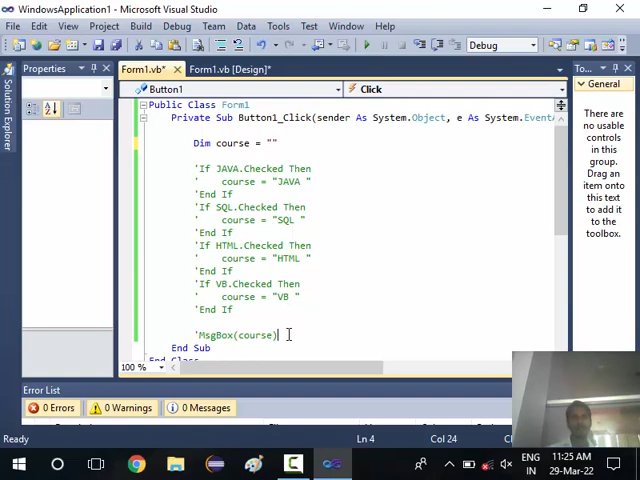 WindowsApplication1 - Microsoft Visual Studio
File Edit View Project Build Debug Team Data Tools Test Window Help
Debug
Solution Explorer
Properties
Form1.vb*
Form1.vb [Design]*
Button1
Click
Public Class Form1
Private Sub Button1_Click(sender As System.Object, e As System.EventA
Dim course = ""
'If JAVA.Checked Then
' course = "JAVA "
'End If
'If SQL.Checked Then
' course = "SQL "
'End If
'If HTML.Checked Then
' course = "HTML "
'End If
'If VB.Checked Then
' course = "VB "
'End If
'MsgBox(course)
End Sub
End Class
100 %
To...
General
There are
no usable
controls in
this group.
Drag an
item onto
this text to
add it to
the toolbox.
Error List
0 Errors
0 Warnings
0 Messages
Ready
Ln 4
Col 24
ENG
IN
11:25 AM
29-Mar-22